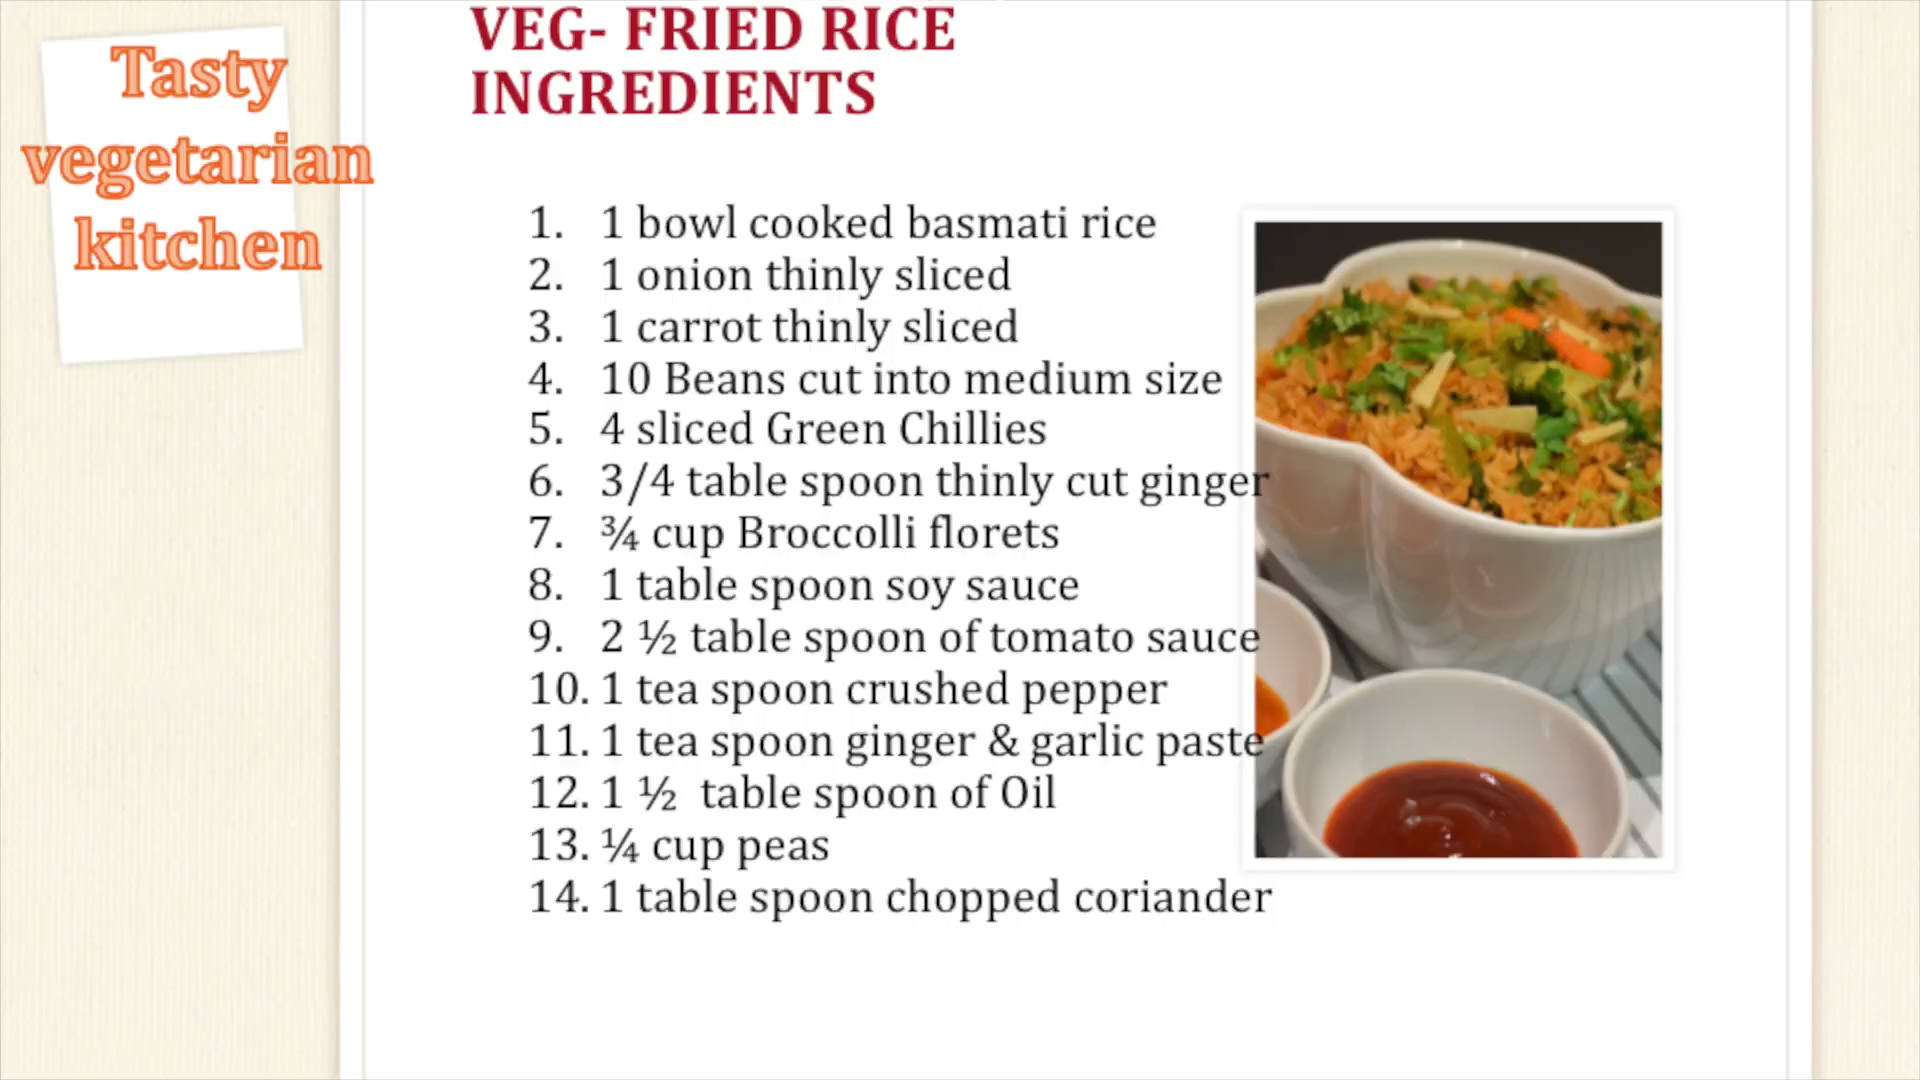 Tasty
vegetarian
kitchen
VEG- FRIED RICE
INGREDIENTS
1. 1 bowl cooked basmati rice
2. 1 onion thinly sliced
3. 1 carrot thinly sliced
4. 10 Beans cut into medium size
5. 4 sliced Green Chillies
6. 3/4 table spoon thinly cut ginger
7. ¾ cup Broccolli florets
8. 1 table spoon soy sauce
9. 2 ½ table spoon of tomato sauce
10. 1 tea spoon crushed pepper
11. 1 tea spoon ginger & garlic paste
12. 1 ½ table spoon of Oil
13. ¼ cup peas
14. 1 table spoon chopped coriander